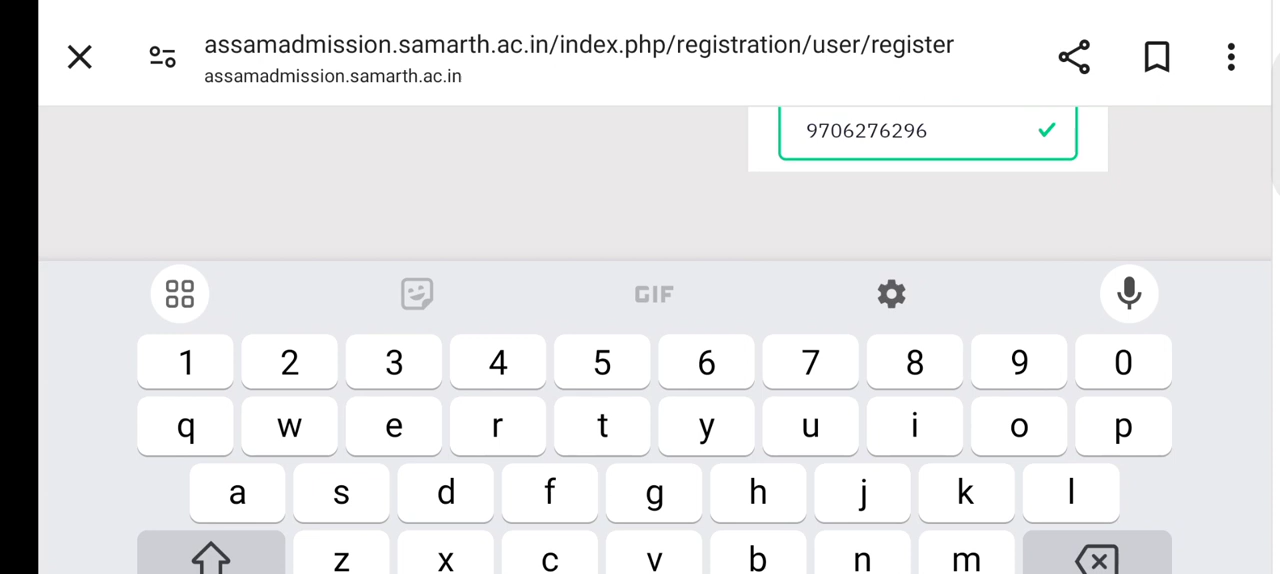 assamadmission.samarth.ac.in/index.php/registration/user/register
assamadmission.samarth.ac.in
9706276296
GIF
1 2 3 4 5 6 7 8 9 0
q w e r t y u i o p
a s d f g h j k l
z x c v b n m